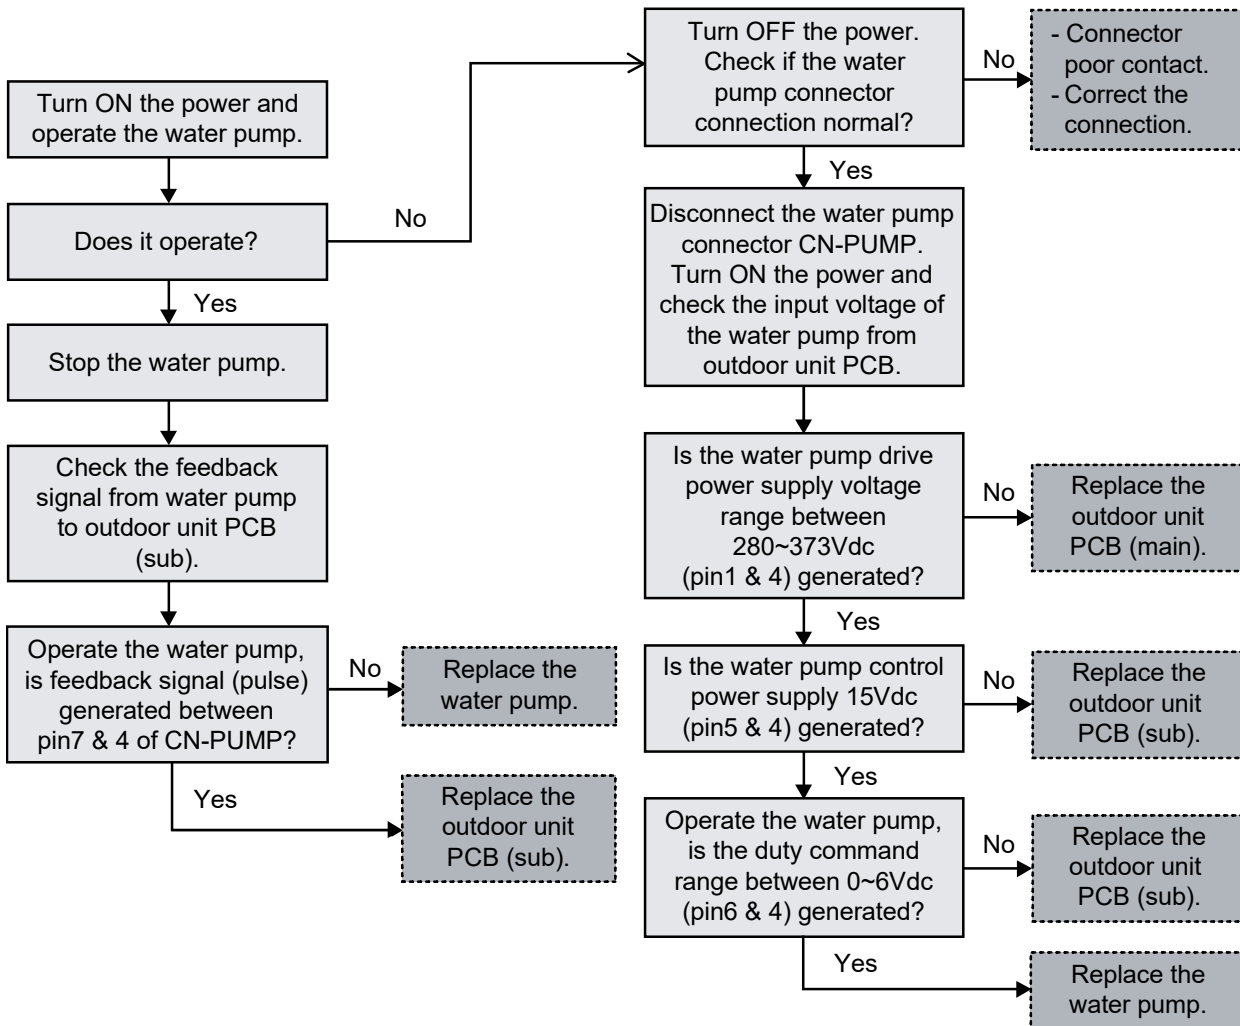 Turn ON the power and
operate the water pump.
Does it operate?
No
Yes
Stop the water pump.
Check the feedback
signal from water pump
to outdoor unit PCB
(sub).
Operate the water pump,
is feedback signal (pulse)
generated between
pin7 & 4 of CN-PUMP?
No
Replace the
water pump.
Yes
Replace the
outdoor unit
PCB (sub).
Turn OFF the power.
Check if the water
pump connector
connection normal?
No
- Connector
poor contact.
- Correct the
connection.
Yes
Disconnect the water pump
connector CN-PUMP.
Turn ON the power and
check the input voltage of
the water pump from
outdoor unit PCB.
Is the water pump drive
power supply voltage
range between
280~373Vdc
(pin1 & 4) generated?
No
Replace the
outdoor unit
PCB (main).
Yes
Is the water pump control
power supply 15Vdc
(pin5 & 4) generated?
No
Replace the
outdoor unit
PCB (sub).
Yes
Operate the water pump,
is the duty command
range between 0~6Vdc
(pin6 & 4) generated?
No
Replace the
outdoor unit
PCB (sub).
Yes
Replace the
water pump.